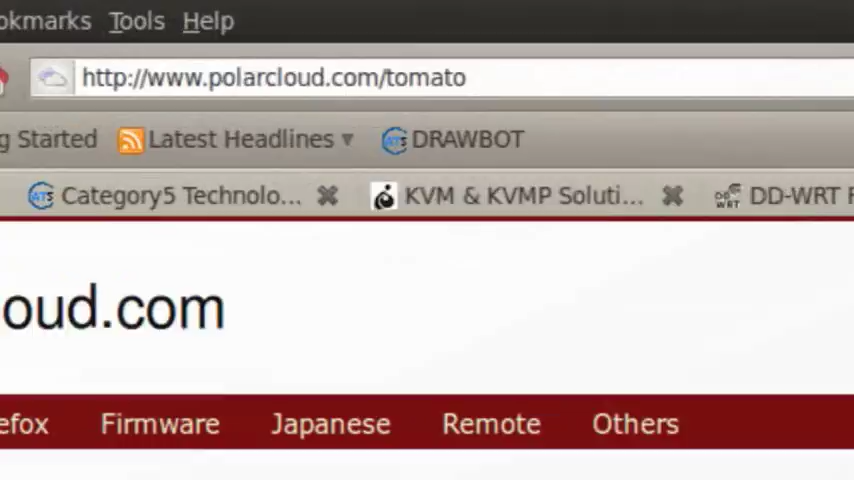 okmarks Tools Help
http://www.polarcloud.com/tomato
g Started Latest Headlines DRAWBOT
Category5 Technolo... KVM & KVMP Soluti... DD-WRT F
oud.com
efox Firmware Japanese Remote Others